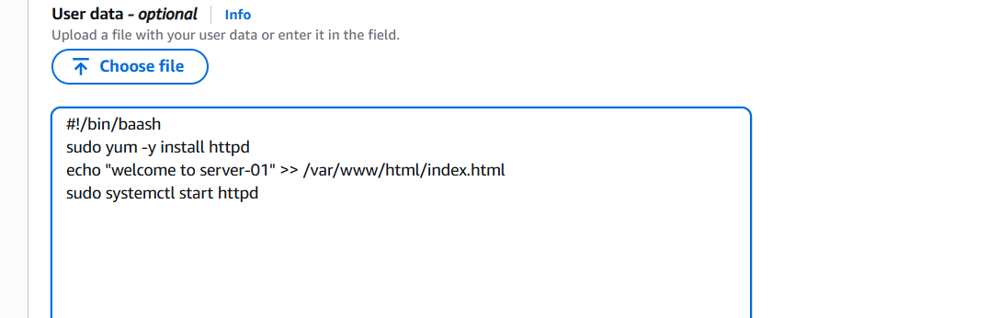 User data - optional Info
Upload a file with your user data or enter it in the field.
Choose file
#!/bin/baash
sudo yum -y install httpd
echo "welcome to server-01" >> /var/www/html/index.html
sudo systemctl start httpd